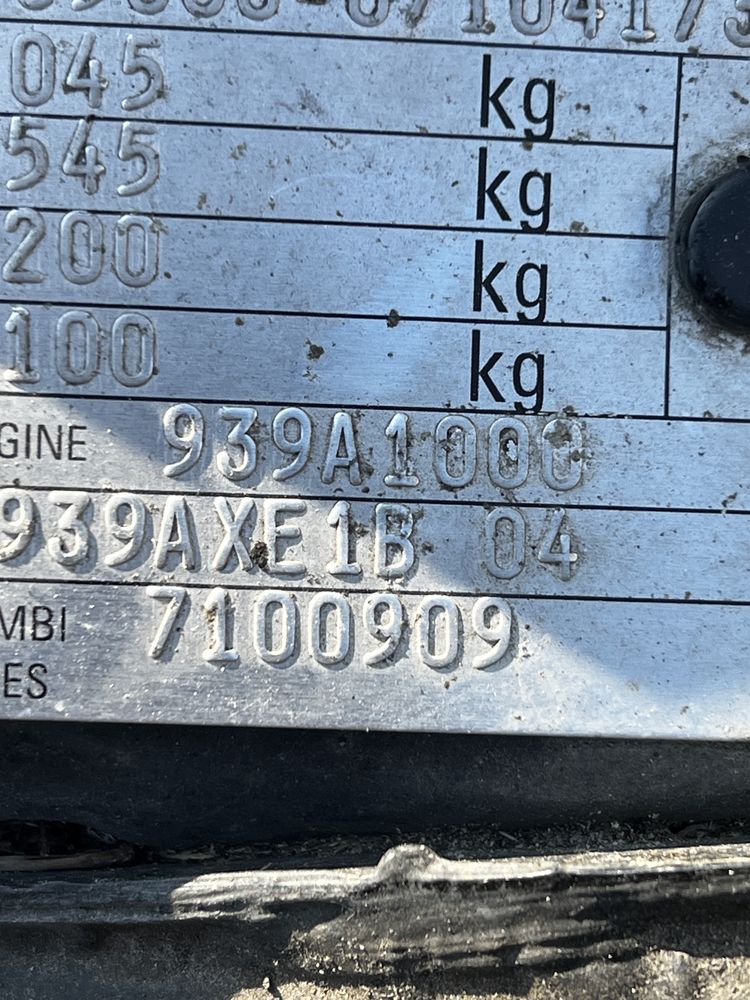 045 kg
545 kg
200 kg
100 kg
GINE 939A1000
939AXE1B 04
MBI 7100909
ES